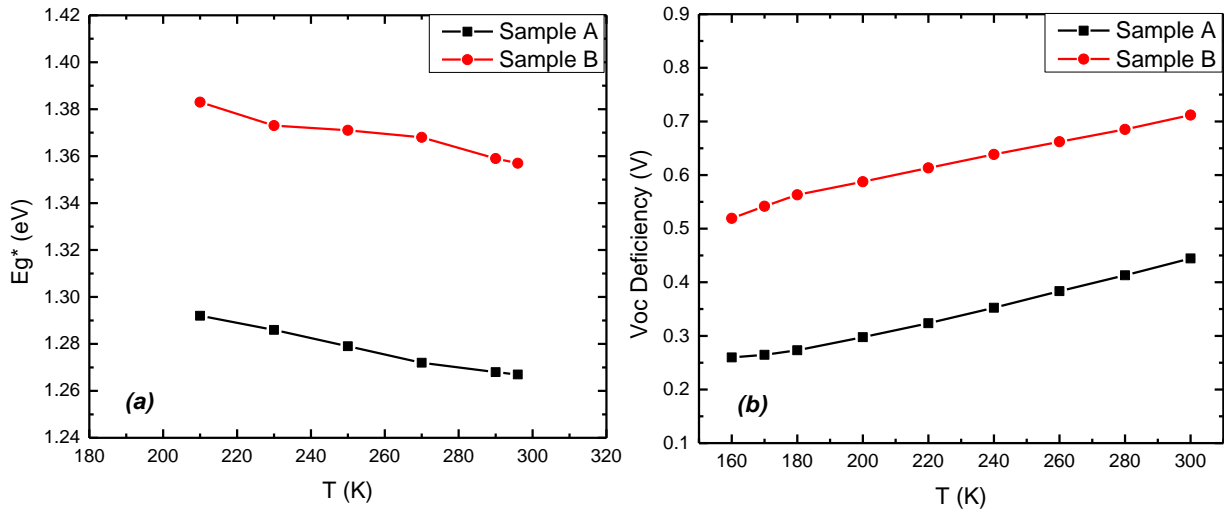 1.42
1.40
1.38
1.36
1.34
1.32
1.30
1.28
1.26
1.24
Eg* (eV)
Sample A
Sample B
(a)
180 200 220 240 260 280 300 320
T (K)
0.9
0.8
0.7
0.6
0.5
0.4
0.3
0.2
0.1
Voc Deficiency (V)
Sample A
Sample B
(b)
160 180 200 220 240 260 280 300
T (K)